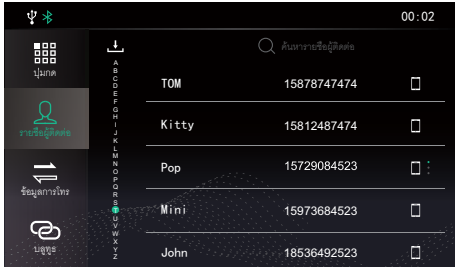 00:02
ค้นหารายชื่อผู้ติดต่อ
ปุ่มกด
รายชื่อผู้ติดต่อ
ข้อมูลการโทร
บลูทูธ
A
B
C
D
E
F
G
H
I
J
K
L
M
N
O
P
Q
R
S
T
U
V
W
X
Y
Z
TOM 15878747474
Kitty 15812487474
Pop 15729084523
Mini 15973684523
John 18536492523